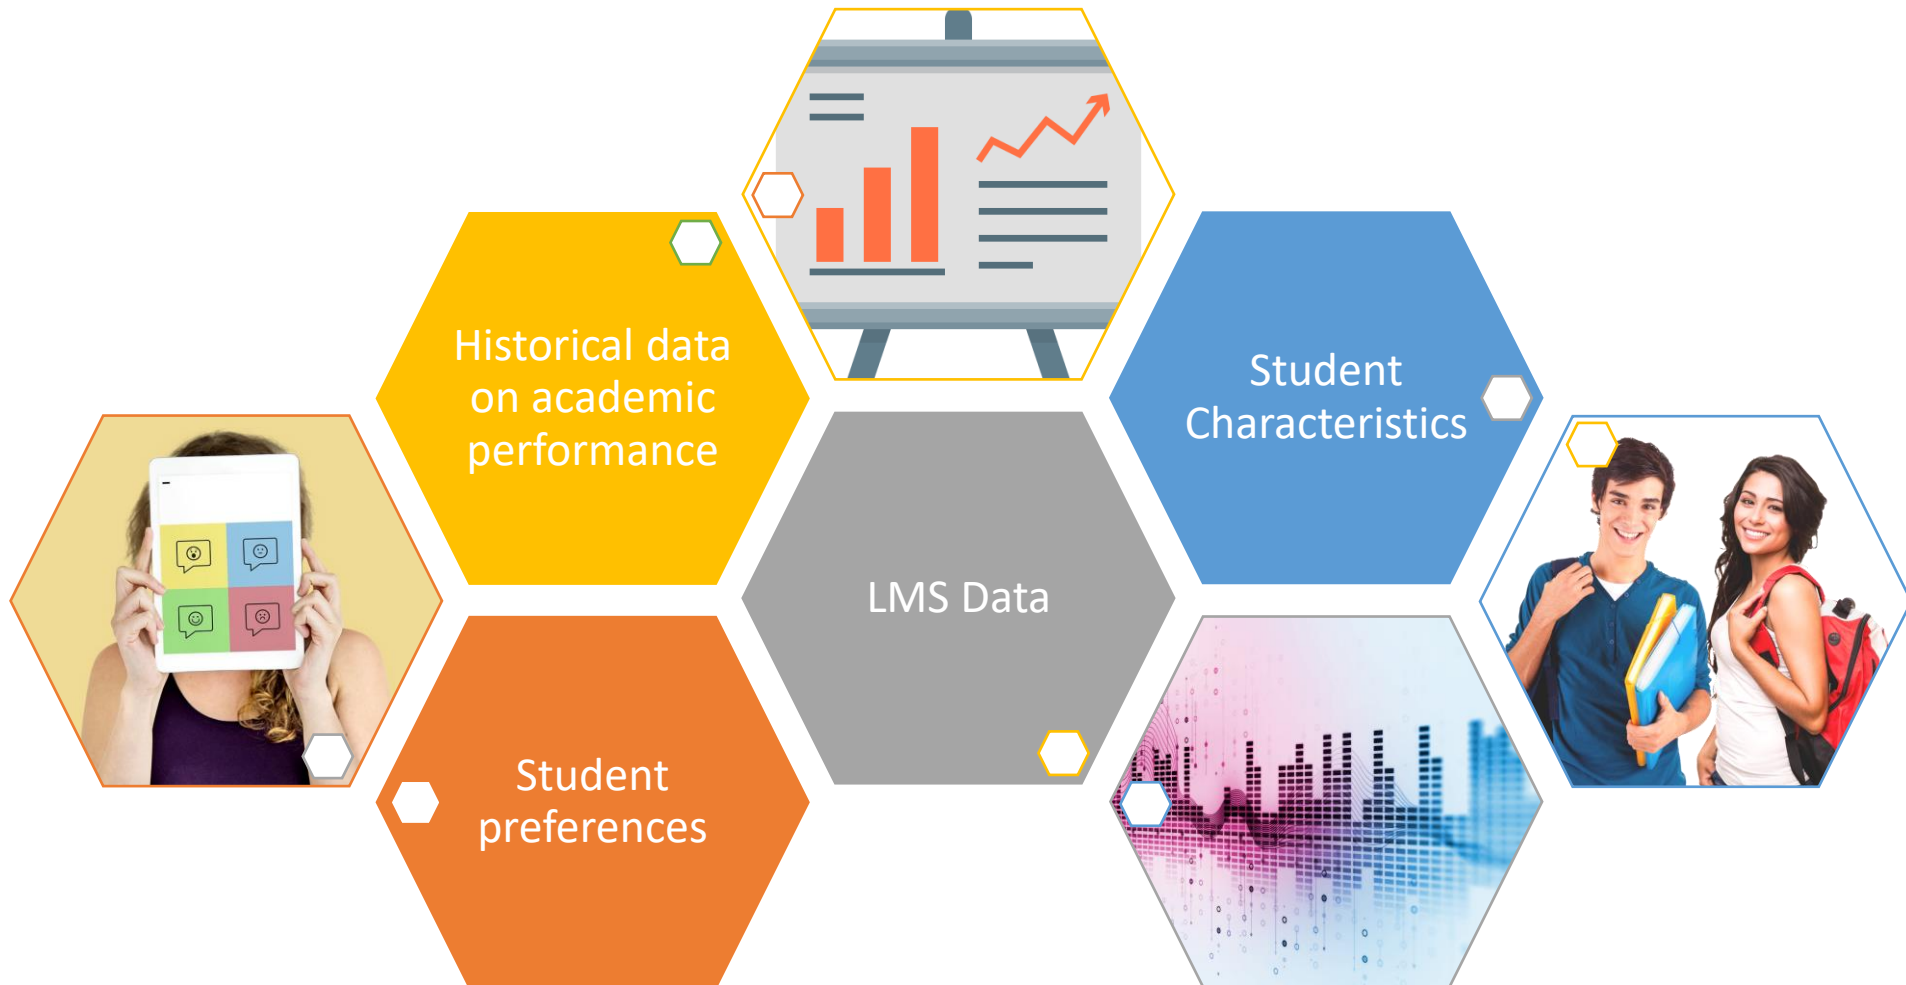 Historical data
on academic
performance
Student
Characteristics
LMS Data
Student
preferences